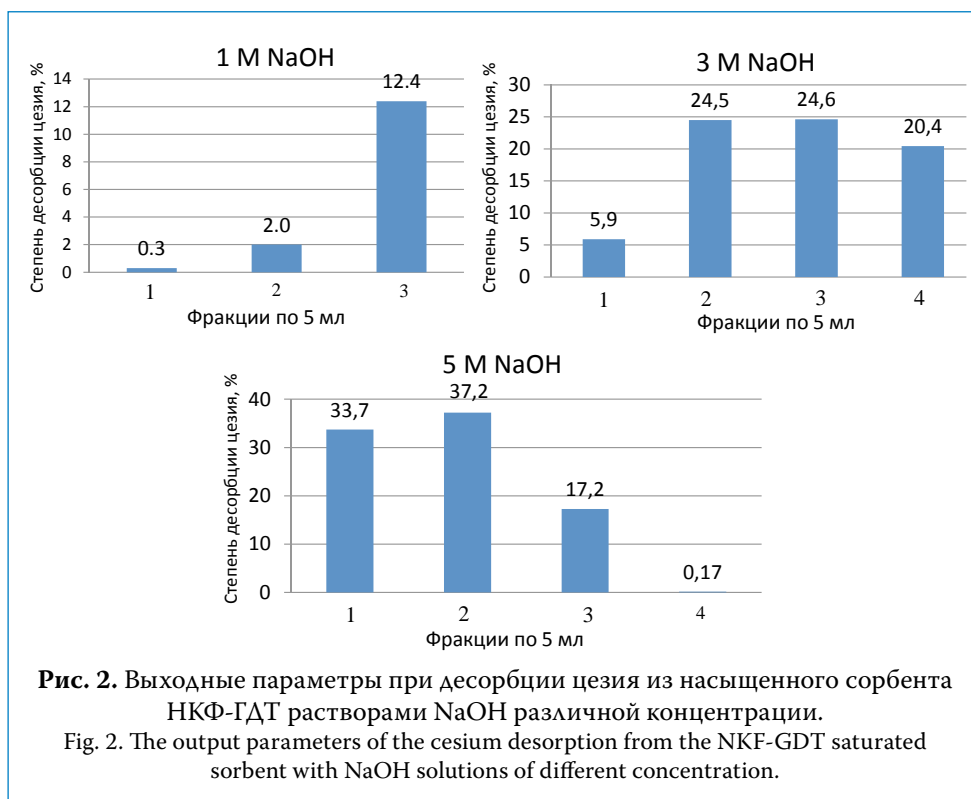 1 M NaOH
Степень десорбции цезия, %
14
12
10
8
6
4
2
0
0.3
2.0
12.4
1 2 3
Фракции по 5 мл
3 M NaOH
Степень десорбции цезия, %
30
25
20
15
10
5
0
5,9
24,5
24,6
20,4
1 2 3 4
Фракции по 5 мл
5 M NaOH
Степень десорбции цезия, %
40
30
20
10
0
33,7
37,2
17,2
0,17
1 2 3 4
Фракции по 5 мл
Рис. 2. Выходные параметры при десорбции цезия из насыщенного сорбента
НКФ-ГДТ растворами NaOH различной концентрации.
Fig. 2. The output parameters of the cesium desorption from the NKF-GDT saturated
sorbent with NaOH solutions of different concentration.